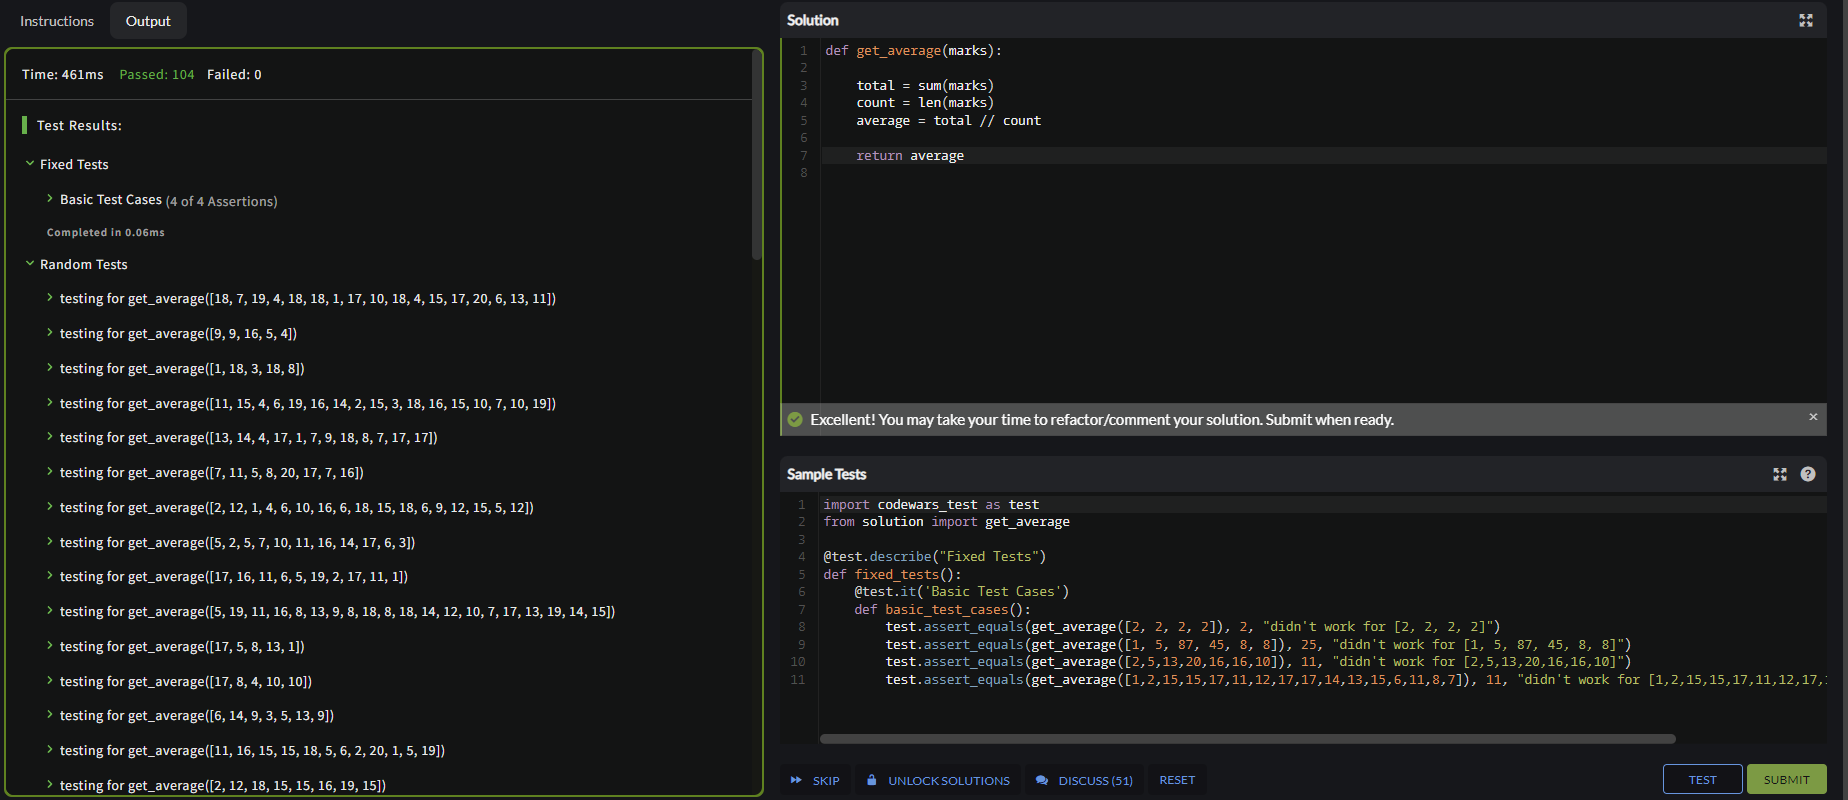 Instructions
Output
Time: 461ms Passed: 104 Failed: 0
Test Results:
Fixed Tests
Basic Test Cases (4 of 4 Assertions)
Completed in 0.06ms
Random Tests
testing for get_average([18, 7, 19, 4, 18, 18, 1, 17, 10, 18, 4, 15, 17, 20, 6, 13, 11])
testing for get_average([9, 9, 16, 5, 4])
testing for get_average([1, 18, 3, 18, 8])
testing for get_average([11, 15, 4, 6, 19, 16, 14, 2, 15, 3, 18, 16, 15, 10, 7, 10, 19])
testing for get_average([13, 14, 4, 17, 1, 7, 9, 18, 8, 7, 17, 17])
testing for get_average([7, 11, 5, 8, 20, 17, 7, 16])
testing for get_average([2, 12, 1, 4, 6, 10, 16, 6, 18, 15, 18, 6, 9, 12, 15, 5, 12])
testing for get_average([5, 2, 5, 7, 10, 11, 16, 14, 17, 6, 3])
testing for get_average([17, 16, 11, 6, 5, 19, 2, 17, 11, 1])
testing for get_average([5, 19, 11, 16, 8, 13, 9, 8, 18, 8, 18, 14, 12, 10, 7, 17, 13, 19, 14, 15])
testing for get_average([17, 5, 8, 13, 1])
testing for get_average([17, 8, 4, 10, 10])
testing for get_average([6, 14, 9, 3, 5, 13, 9])
testing for get_average([11, 16, 15, 15, 18, 5, 6, 2, 20, 1, 5, 19])
testing for get_average([2, 12, 18, 15, 15, 16, 19, 15])
Solution
1 def get_average(marks):
2
3 total = sum(marks)
4 count = len(marks)
5 average = total // count
6
7 return average
8
Excellent! You may take your time to refactor/comment your solution. Submit when ready.
Sample Tests
1 import codewars_test as test
2 from solution import get_average
3
4 @test.describe("Fixed Tests")
5 def fixed_tests():
6 @test.it('Basic Test Cases')
7 def basic_test_cases():
8 test.assert_equals(get_average([2, 2, 2, 2]), 2, "didn't work for [2, 2, 2, 2]")
9 test.assert_equals(get_average([1, 5, 87, 45, 8, 8]), 25, "didn't work for [1, 5, 87, 45, 8, 8]")
10 test.assert_equals(get_average([2,5,13,20,16,16,10]), 11, "didn't work for [2,5,13,20,16,16,10]")
11 test.assert_equals(get_average([1,2,15,15,17,11,12,17,17,14,13,15,6,11,8,7]), 11, "didn't work for [1,2,15,15,17,11,12,17,
SKIP
UNLOCK SOLUTIONS
DISCUSS (51)
RESET
TEST
SUBMIT